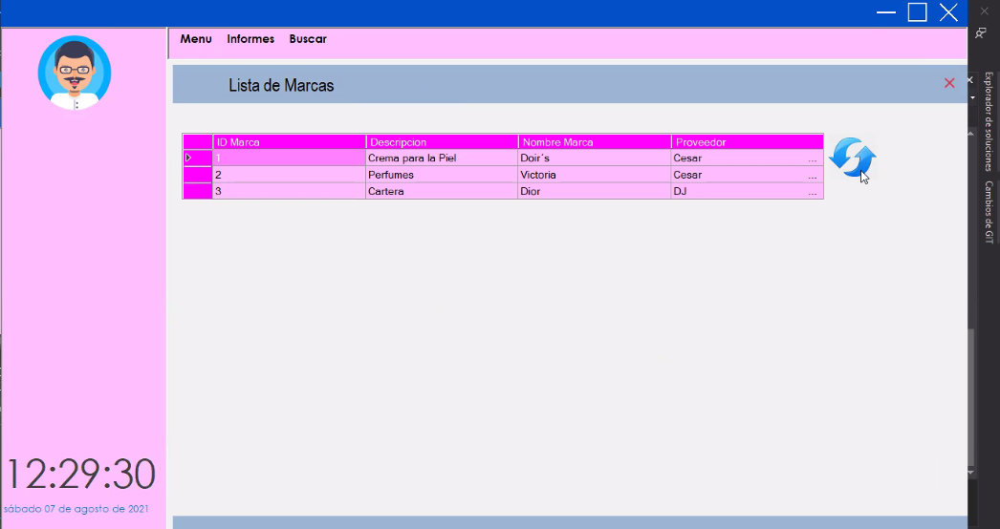 Menu Informes Buscar
Lista de Marcas
ID Marca Descripcion Nombre Marca Proveedor
1 Crema para la Piel Doir´s Cesar ...
2 Perfumes Victoria Cesar ...
3 Cartera Dior DJ ...
12:29:30
sábado 07 de agosto de 2021
Explorador de soluciones
Cambios de GIT